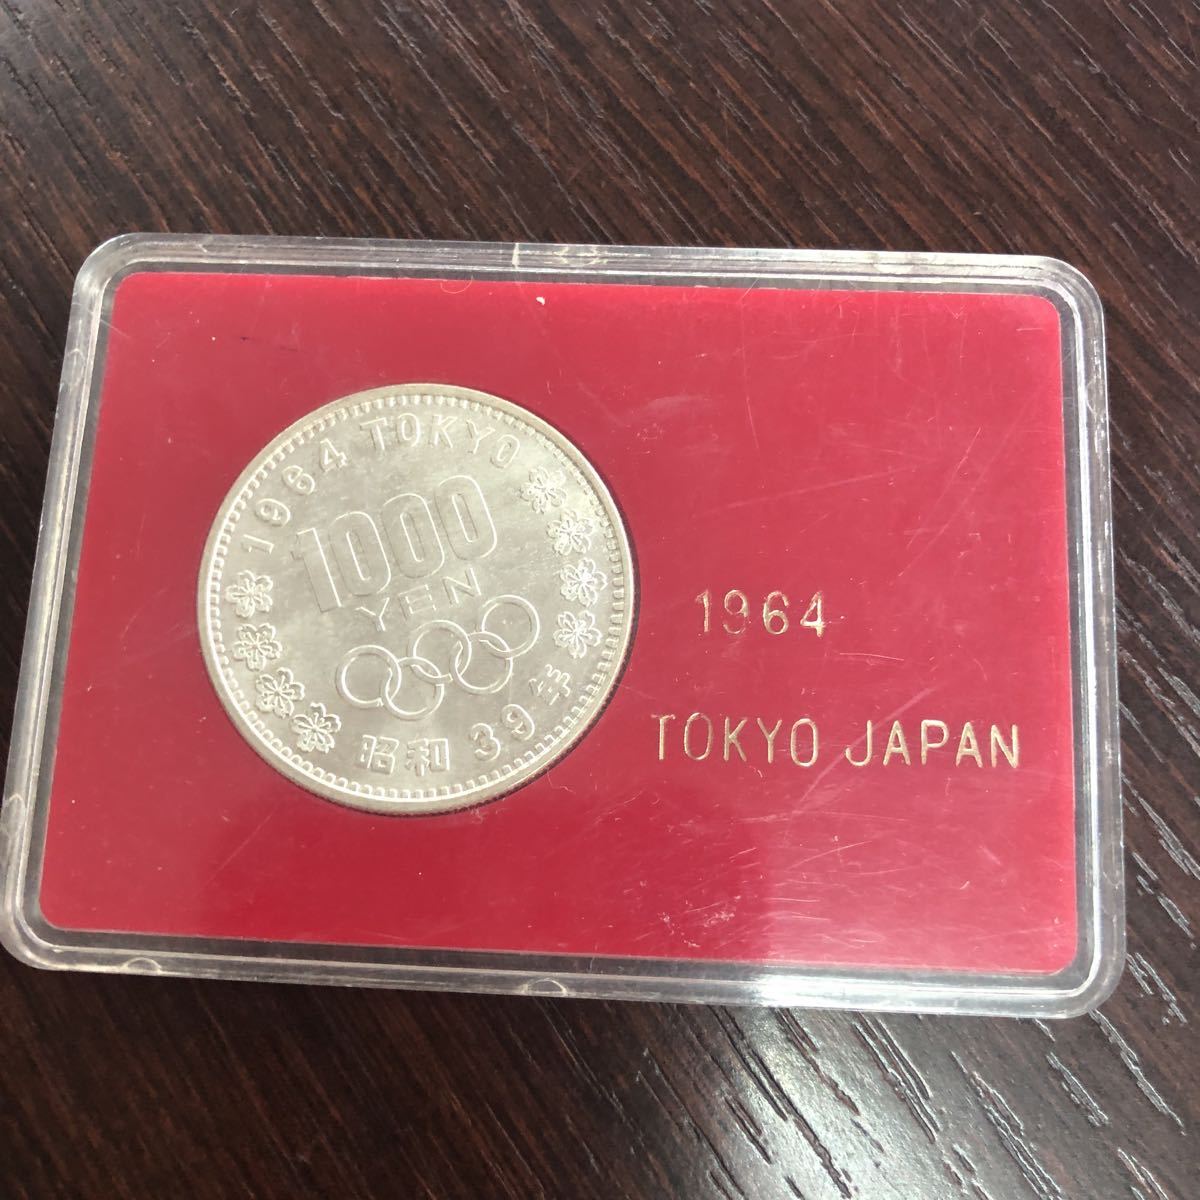 1964 TOKYO
1000
YEN
昭和 39年
1964
TOKYO JAPAN